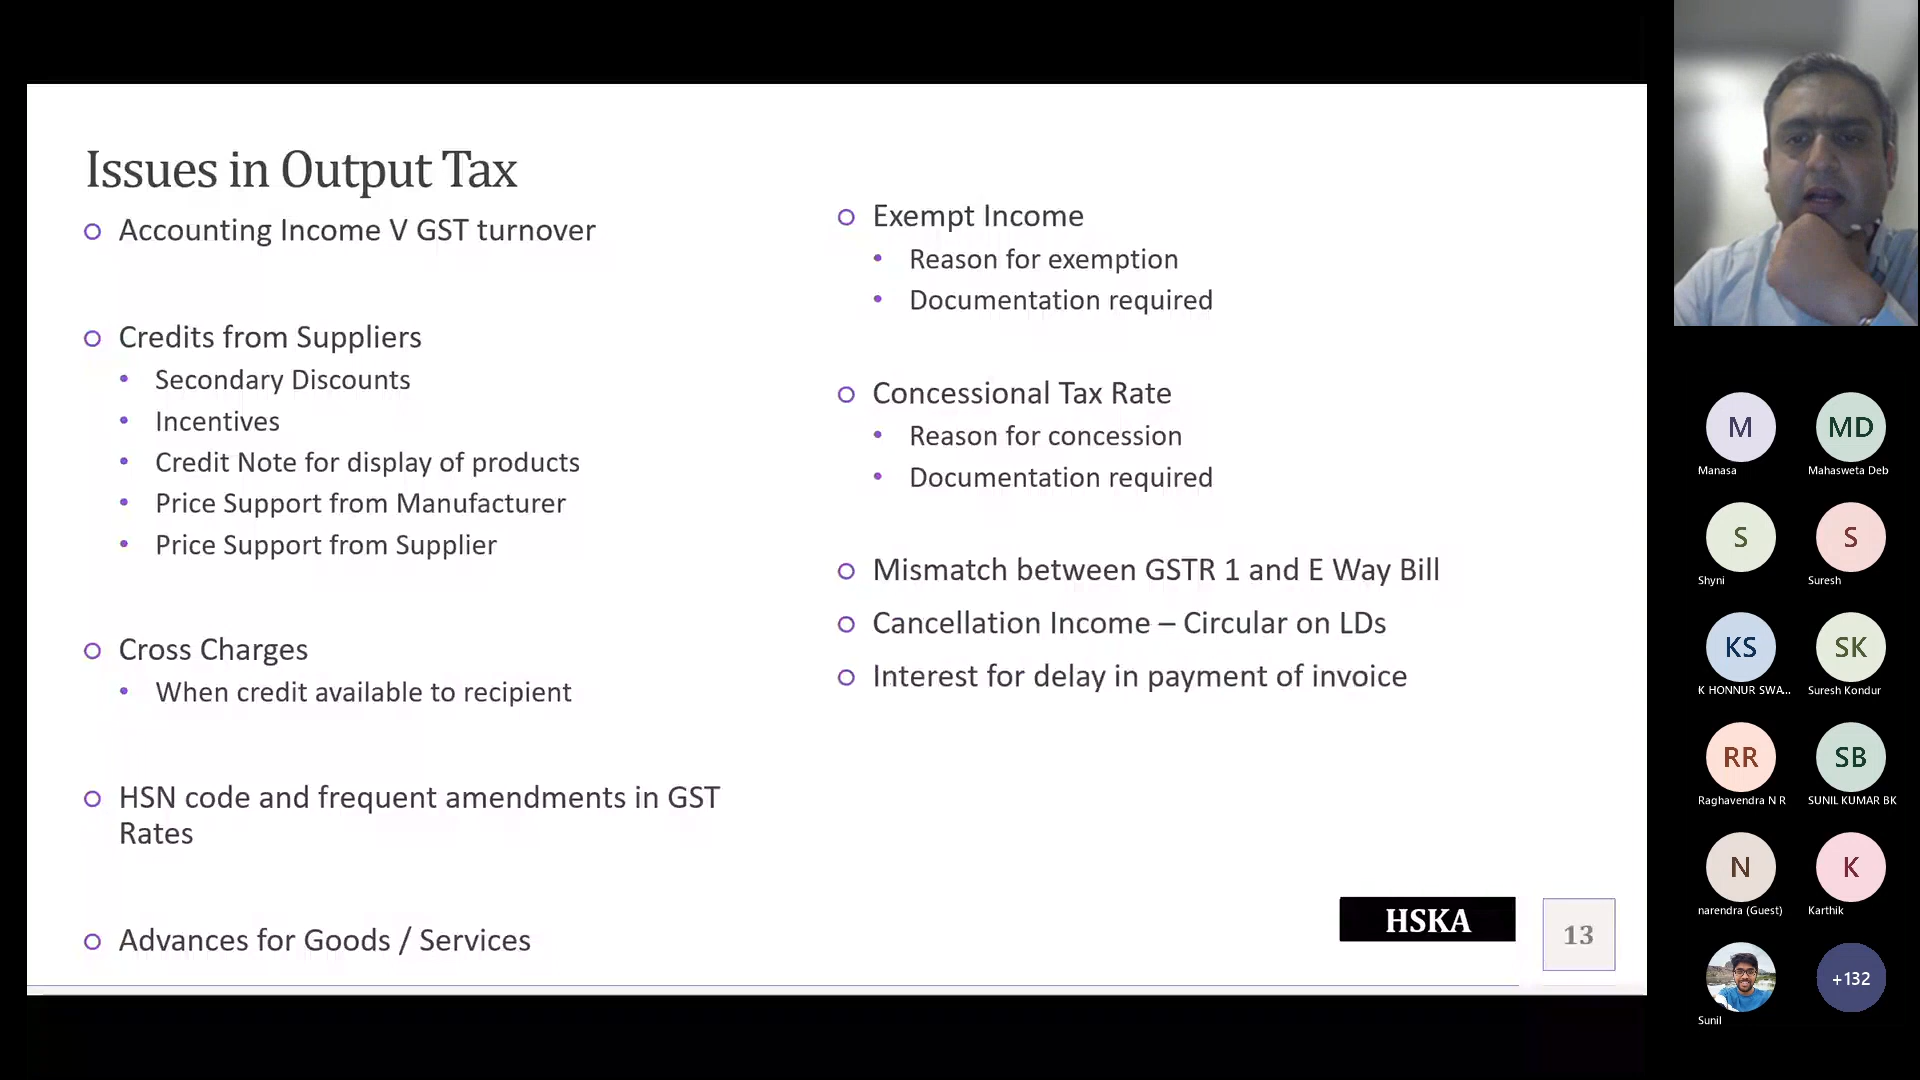 Issues in Output Tax
Accounting Income V GST turnover
Credits from Suppliers
Secondary Discounts
Incentives
Credit Note for display of products
Price Support from Manufacturer
Price Support from Supplier
Cross Charges
When credit available to recipient
HSN code and frequent amendments in GST
Rates
Advances for Goods / Services
Exempt Income
Reason for exemption
Documentation required
Concessional Tax Rate
Reason for concession
Documentation required
Mismatch between GSTR 1 and E Way Bill
Cancellation Income – Circular on LDs
Interest for delay in payment of invoice
HSKA
13
M
Manasa
MD
Mahasweta Deb
S
Shyni
S
Suresh
KS
K HONNUR SWA...
SK
Suresh Kondur
RR
Raghavendra N R
SB
SUNIL KUMAR BK
N
narendra (Guest)
K
Karthik
Sunil
+132